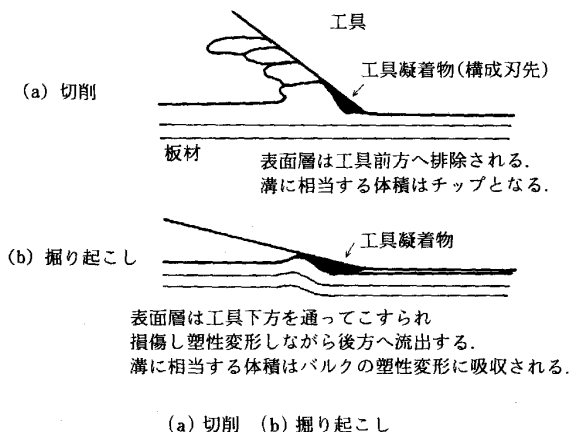 工具
工具凝着物(構成刃先)
(a) 切削
板材
表面層は工具前方へ排除される.
溝に相当する体積はチップとなる.
工具凝着物
(b) 掘り起こし
表面層は工具下方を通ってこすられ
損傷し塑性変形しながら後方へ流出する.
溝に相当する体積はバルクの塑性変形に吸収される.
(a) 切削 (b) 掘り起こし